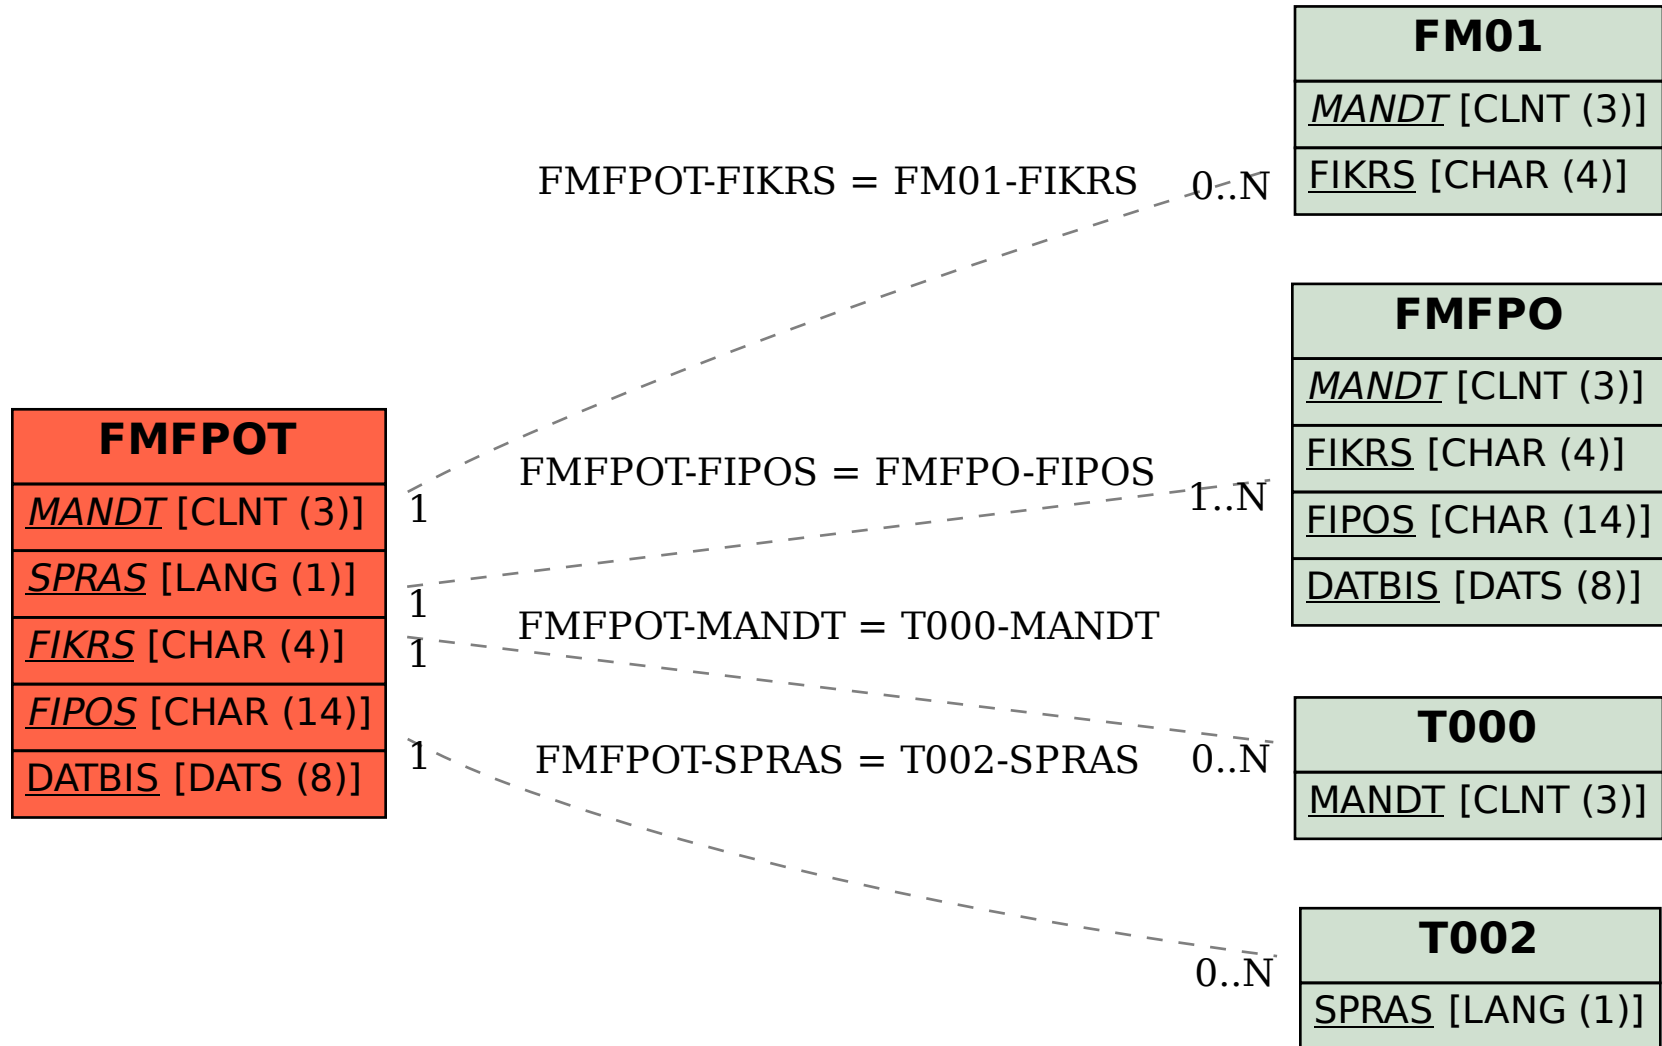 FM01
MANDT [CLNT (3)]
FIKRS [CHAR (4)]
FMFPOT-FIKRS = FM01-FIKRS
0..N
FMFPO
MANDT [CLNT (3)]
FIKRS [CHAR (4)]
FIPOS [CHAR (14)]
DATBIS [DATS (8)]
FMFPOT
MANDT [CLNT (3)]
SPRAS [LANG (1)]
FIKRS [CHAR (4)]
FIPOS [CHAR (14)]
DATBIS [DATS (8)]
1
FMFPOT-FIPOS = FMFPO-FIPOS
1..N
1
FMFPOT-MANDT = T000-MANDT
1
0..N
FMFPOT-SPRAS = T002-SPRAS
1
0..N
T000
MANDT [CLNT (3)]
T002
SPRAS [LANG (1)]